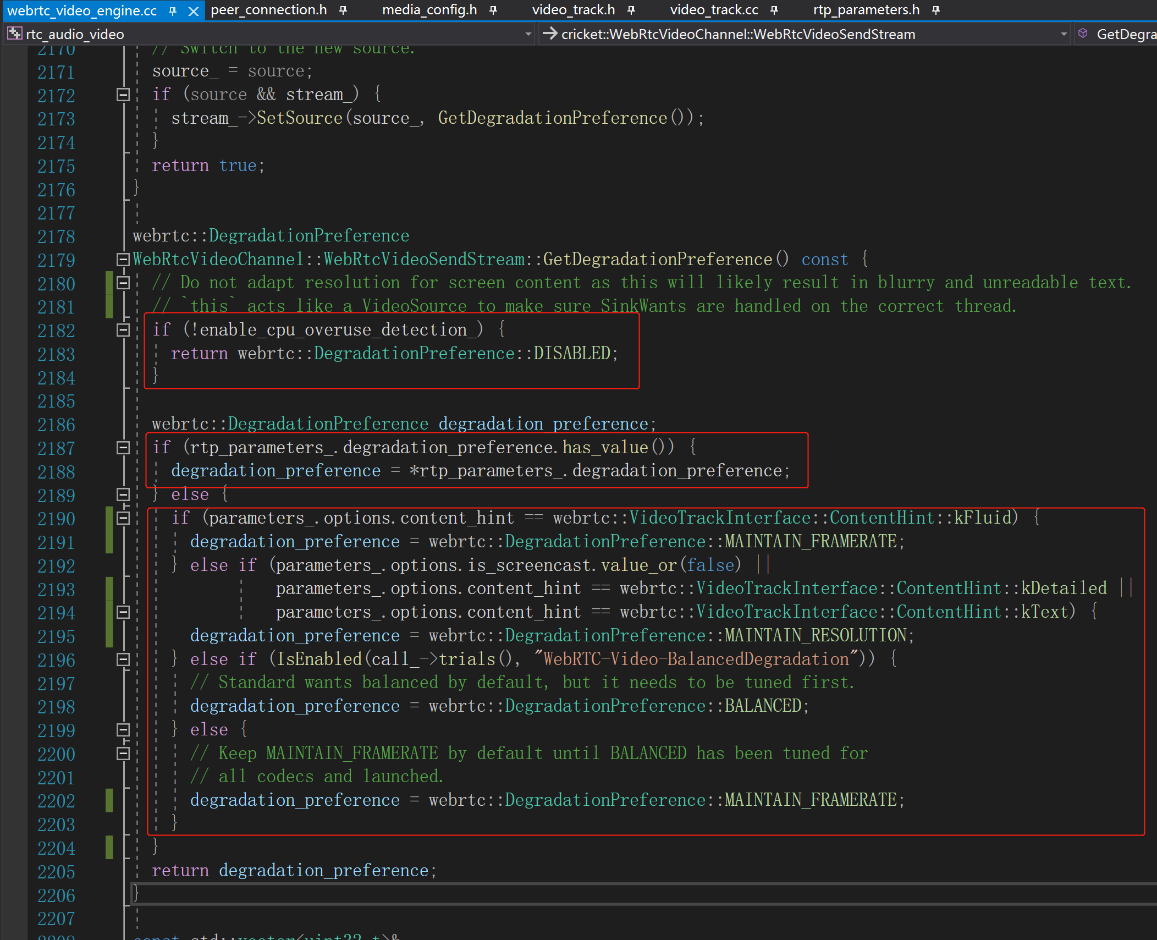 webrtc_video_engine.cc peer_connection.h media_config.h video_track.h video_track.cc rtp_parameters.h
rtc_audio_video cricket::WebRtcVideoChannel::WebRtcVideoSendStream GetDegra
2170 // Switch to the new source.
2171 source_ = source;
2172 if (source && stream_) {
2173 stream_->SetSource(source_, GetDegradationPreference());
2174 }
2175 return true;
2176 }
2177
2178 webrtc::DegradationPreference
2179 WebRtcVideoChannel::WebRtcVideoSendStream::GetDegradationPreference() const {
2180 // Do not adapt resolution for screen content as this will likely result in blurry and unreadable text.
2181 // `this` acts like a VideoSource to make sure SinkWants are handled on the correct thread.
2182 if (!enable_cpu_overuse_detection_) {
2183 return webrtc::DegradationPreference::DISABLED;
2184 }
2185
2186 webrtc::DegradationPreference degradation_preference;
2187 if (rtp_parameters_.degradation_preference.has_value()) {
2188 degradation_preference = *rtp_parameters_.degradation_preference;
2189 } else {
2190 if (parameters_.options.content_hint == webrtc::VideoTrackInterface::ContentHint::kFluid) {
2191 degradation_preference = webrtc::DegradationPreference::MAINTAIN_FRAMERATE;
2192 } else if (parameters_.options.is_screencast.value_or(false) ||
2193 parameters_.options.content_hint == webrtc::VideoTrackInterface::ContentHint::kDetailed ||
2194 parameters_.options.content_hint == webrtc::VideoTrackInterface::ContentHint::kText) {
2195 degradation_preference = webrtc::DegradationPreference::MAINTAIN_RESOLUTION;
2196 } else if (IsEnabled(call_->trials(), "WebRTC-Video-BalancedDegradation")) {
2197 // Standard wants balanced by default, but it needs to be tuned first.
2198 degradation_preference = webrtc::DegradationPreference::BALANCED;
2199 } else {
2200 // Keep MAINTAIN_FRAMERATE by default until BALANCED has been tuned for
2201 // all codecs and launched.
2202 degradation_preference = webrtc::DegradationPreference::MAINTAIN_FRAMERATE;
2203 }
2204 }
2205 return degradation_preference;
2206 }
2207
2208 const std::vector<uint32_t>&